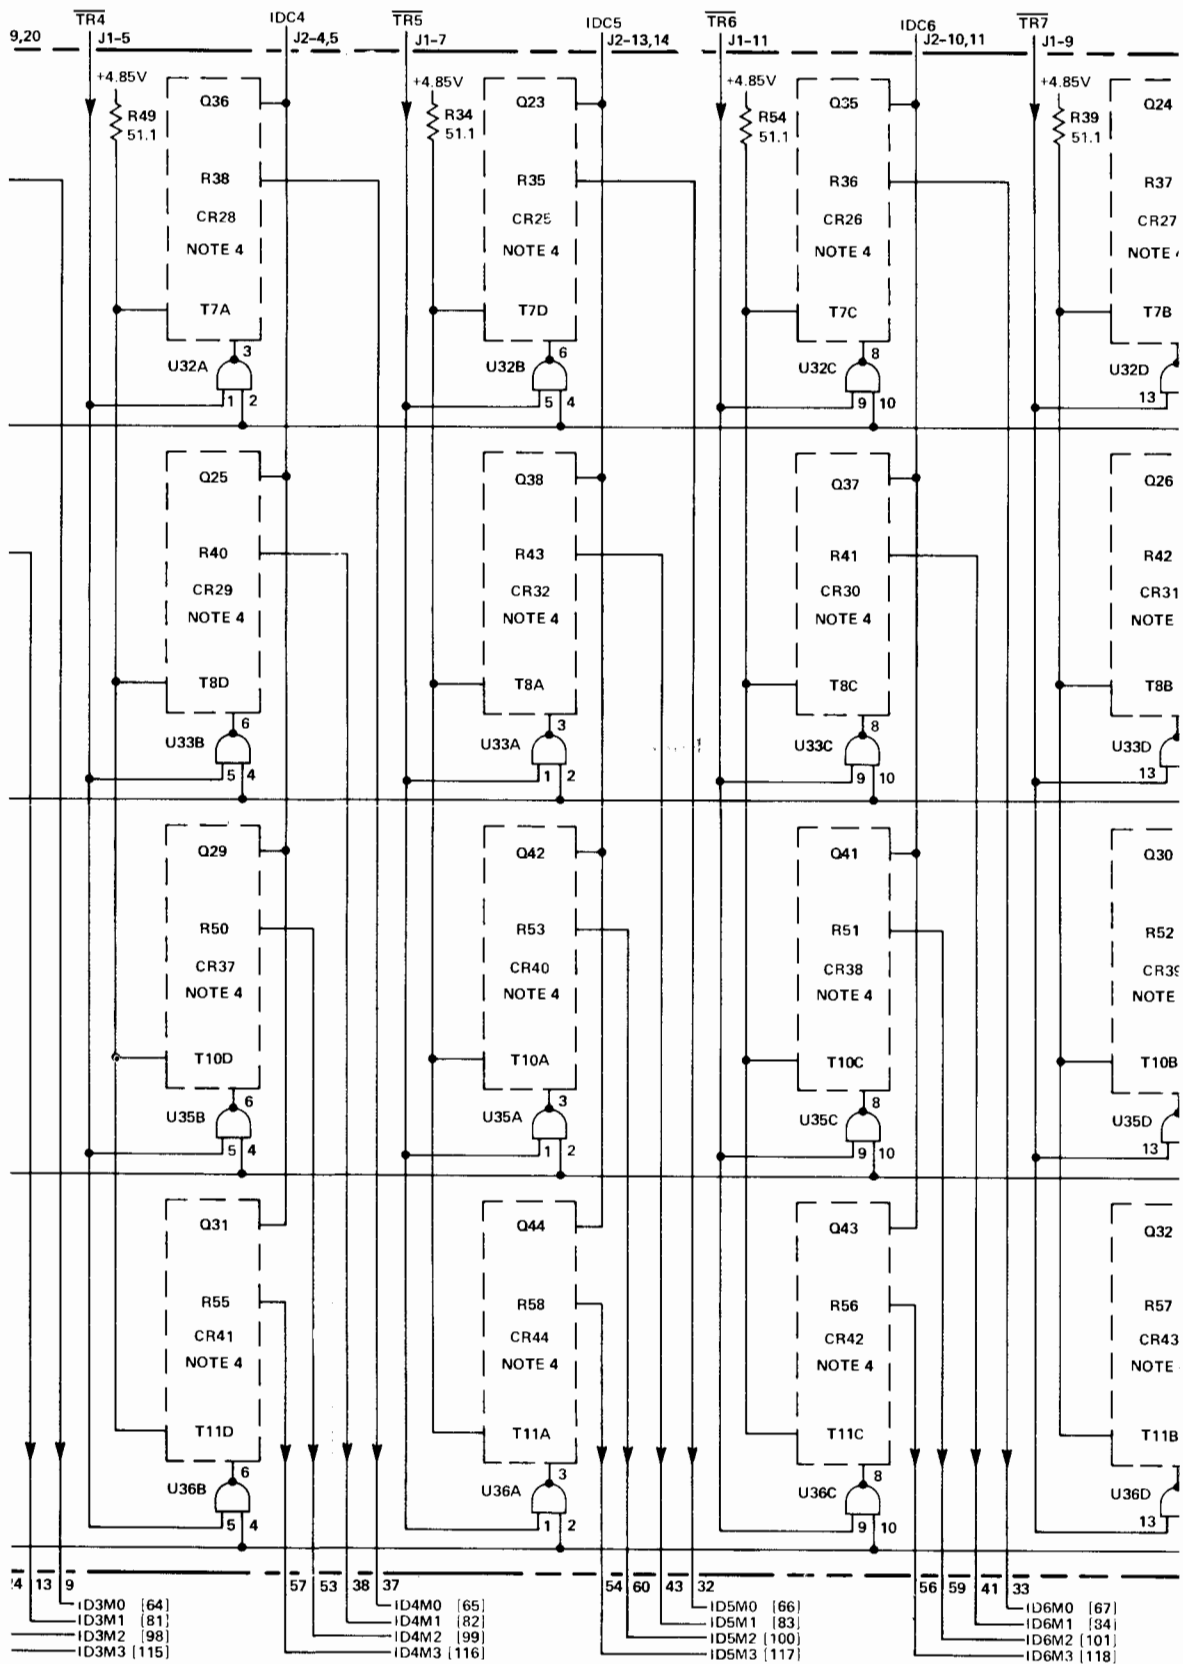 TR4 IDC4 TR5 IDC5 TR6 IDC6 TR7
9,20 J1-5 J2-4,5 J1-7 J2-13,14 J1-11 J2-10,11 J1-9
+4.85V +4.85V +4.85V +4.85V
Q36 Q23 Q35 Q24
R49 R34 R54 R39
51.1 51.1 51.1 51.1
R38 R35 R36 R37
CR28 CR25 CR26 CR27
NOTE 4 NOTE 4 NOTE 4 NOTE
T7A T7D T7C T7B
3 6 8
U32A U32B U32C U32D
1 2 5 4 9 10 13
Q25 Q38 Q37 Q26
R40 R43 R41 R42
CR29 CR32 CR30 CR31
NOTE 4 NOTE 4 NOTE 4 NOTE
T8D T8A T8C T8B
6 3 8
U33B U33A U33C U33D
5 4 1 2 9 10 13
Q29 Q42 Q41 Q30
R50 R53 R51 R52
CR37 CR40 CR38 CR39
NOTE 4 NOTE 4 NOTE 4 NOTE
T10D T10A T10C T10B
6 3 8
U35B U35A U35C U35D
5 4 1 2 9 10 13
Q31 Q44 Q43 Q32
R55 R58 R56 R57
CR41 CR44 CR42 CR43
NOTE 4 NOTE 4 NOTE 4 NOTE
T11D T11A T11C T11B
6 3 8
U36B U36A U36C U36D
5 4 1 2 9 10 13
13 9 57 53 38 37 54 60 43 32 56 59 41 33
ID3M0 [64] ID4M0 [65] ID5M0 [66] ID6M0 [67]
ID3M1 [81] ID4M1 [82] ID5M1 [83] ID6M1 [84]
ID3M2 [98] ID4M2 [99] ID5M2 [100] ID6M2 [101]
ID3M3 [115] ID4M3 [116] ID5M3 [117] ID6M3 [118]